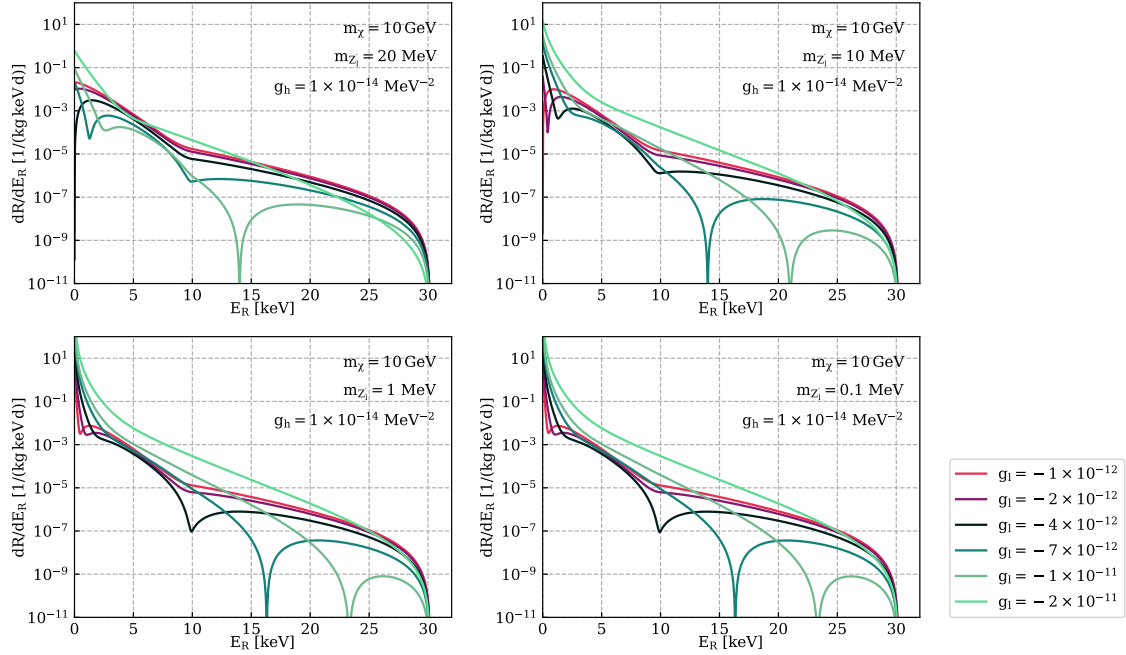 dR/dE_R [1/(kg keV d)]
10^1
10^−1
10^−3
10^−5
10^−7
10^−9
10^−11
m_χ = 10 GeV
m_Z_i = 20 MeV
g_h = 1 × 10^−14 MeV^−2
0 5 10 15 20 25 30
E_R [keV]
dR/dE_R [1/(kg keV d)]
10^1
10^−1
10^−3
10^−5
10^−7
10^−9
10^−11
m_χ = 10 GeV
m_Z_i = 10 MeV
g_h = 1 × 10^−14 MeV^−2
0 5 10 15 20 25 30
E_R [keV]
dR/dE_R [1/(kg keV d)]
10^1
10^−1
10^−3
10^−5
10^−7
10^−9
10^−11
m_χ = 10 GeV
m_Z_i = 1 MeV
g_h = 1 × 10^−14 MeV^−2
0 5 10 15 20 25 30
E_R [keV]
dR/dE_R [1/(kg keV d)]
10^1
10^−1
10^−3
10^−5
10^−7
10^−9
10^−11
m_χ = 10 GeV
m_Z_i = 0.1 MeV
g_h = 1 × 10^−14 MeV^−2
0 5 10 15 20 25 30
E_R [keV]
g_l = − 1 × 10^−12
g_l = − 2 × 10^−12
g_l = − 4 × 10^−12
g_l = − 7 × 10^−12
g_l = − 1 × 10^−11
g_l = − 2 × 10^−11